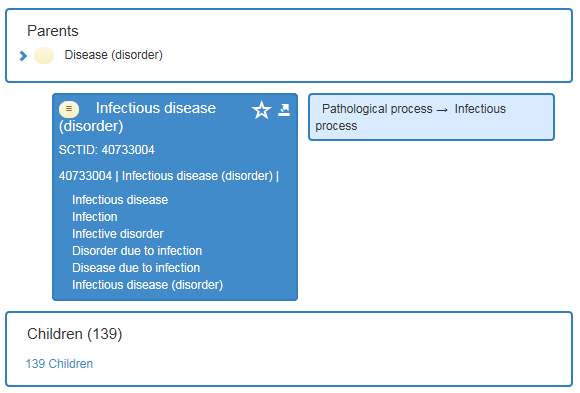 Parents
Disease (disorder)
Infectious disease
(disorder)
SCTID: 40733004
40733004 | Infectious disease (disorder) |
Infectious disease
Infection
Infective disorder
Disorder due to infection
Disease due to infection
Infectious disease (disorder)
Pathological process → Infectious
process
Children (139)
139 Children